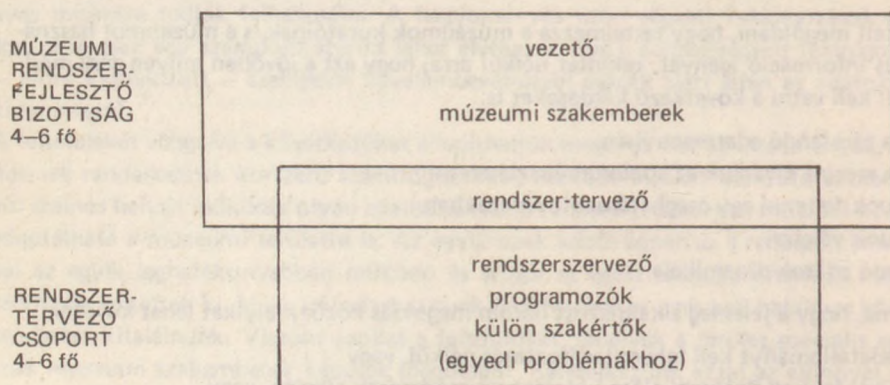 MÚZEUMI
RENDSZER-
FEJLESZTŐ
BIZOTTSÁG
4–6 fő
vezető
múzeumi szakemberek
rendszer-tervező
RENDSZER-
TERVEZŐ
CSOPORT
4–6 fő
rendszerszervező
programozók
külön szakértők
(egyedi problémákhoz)